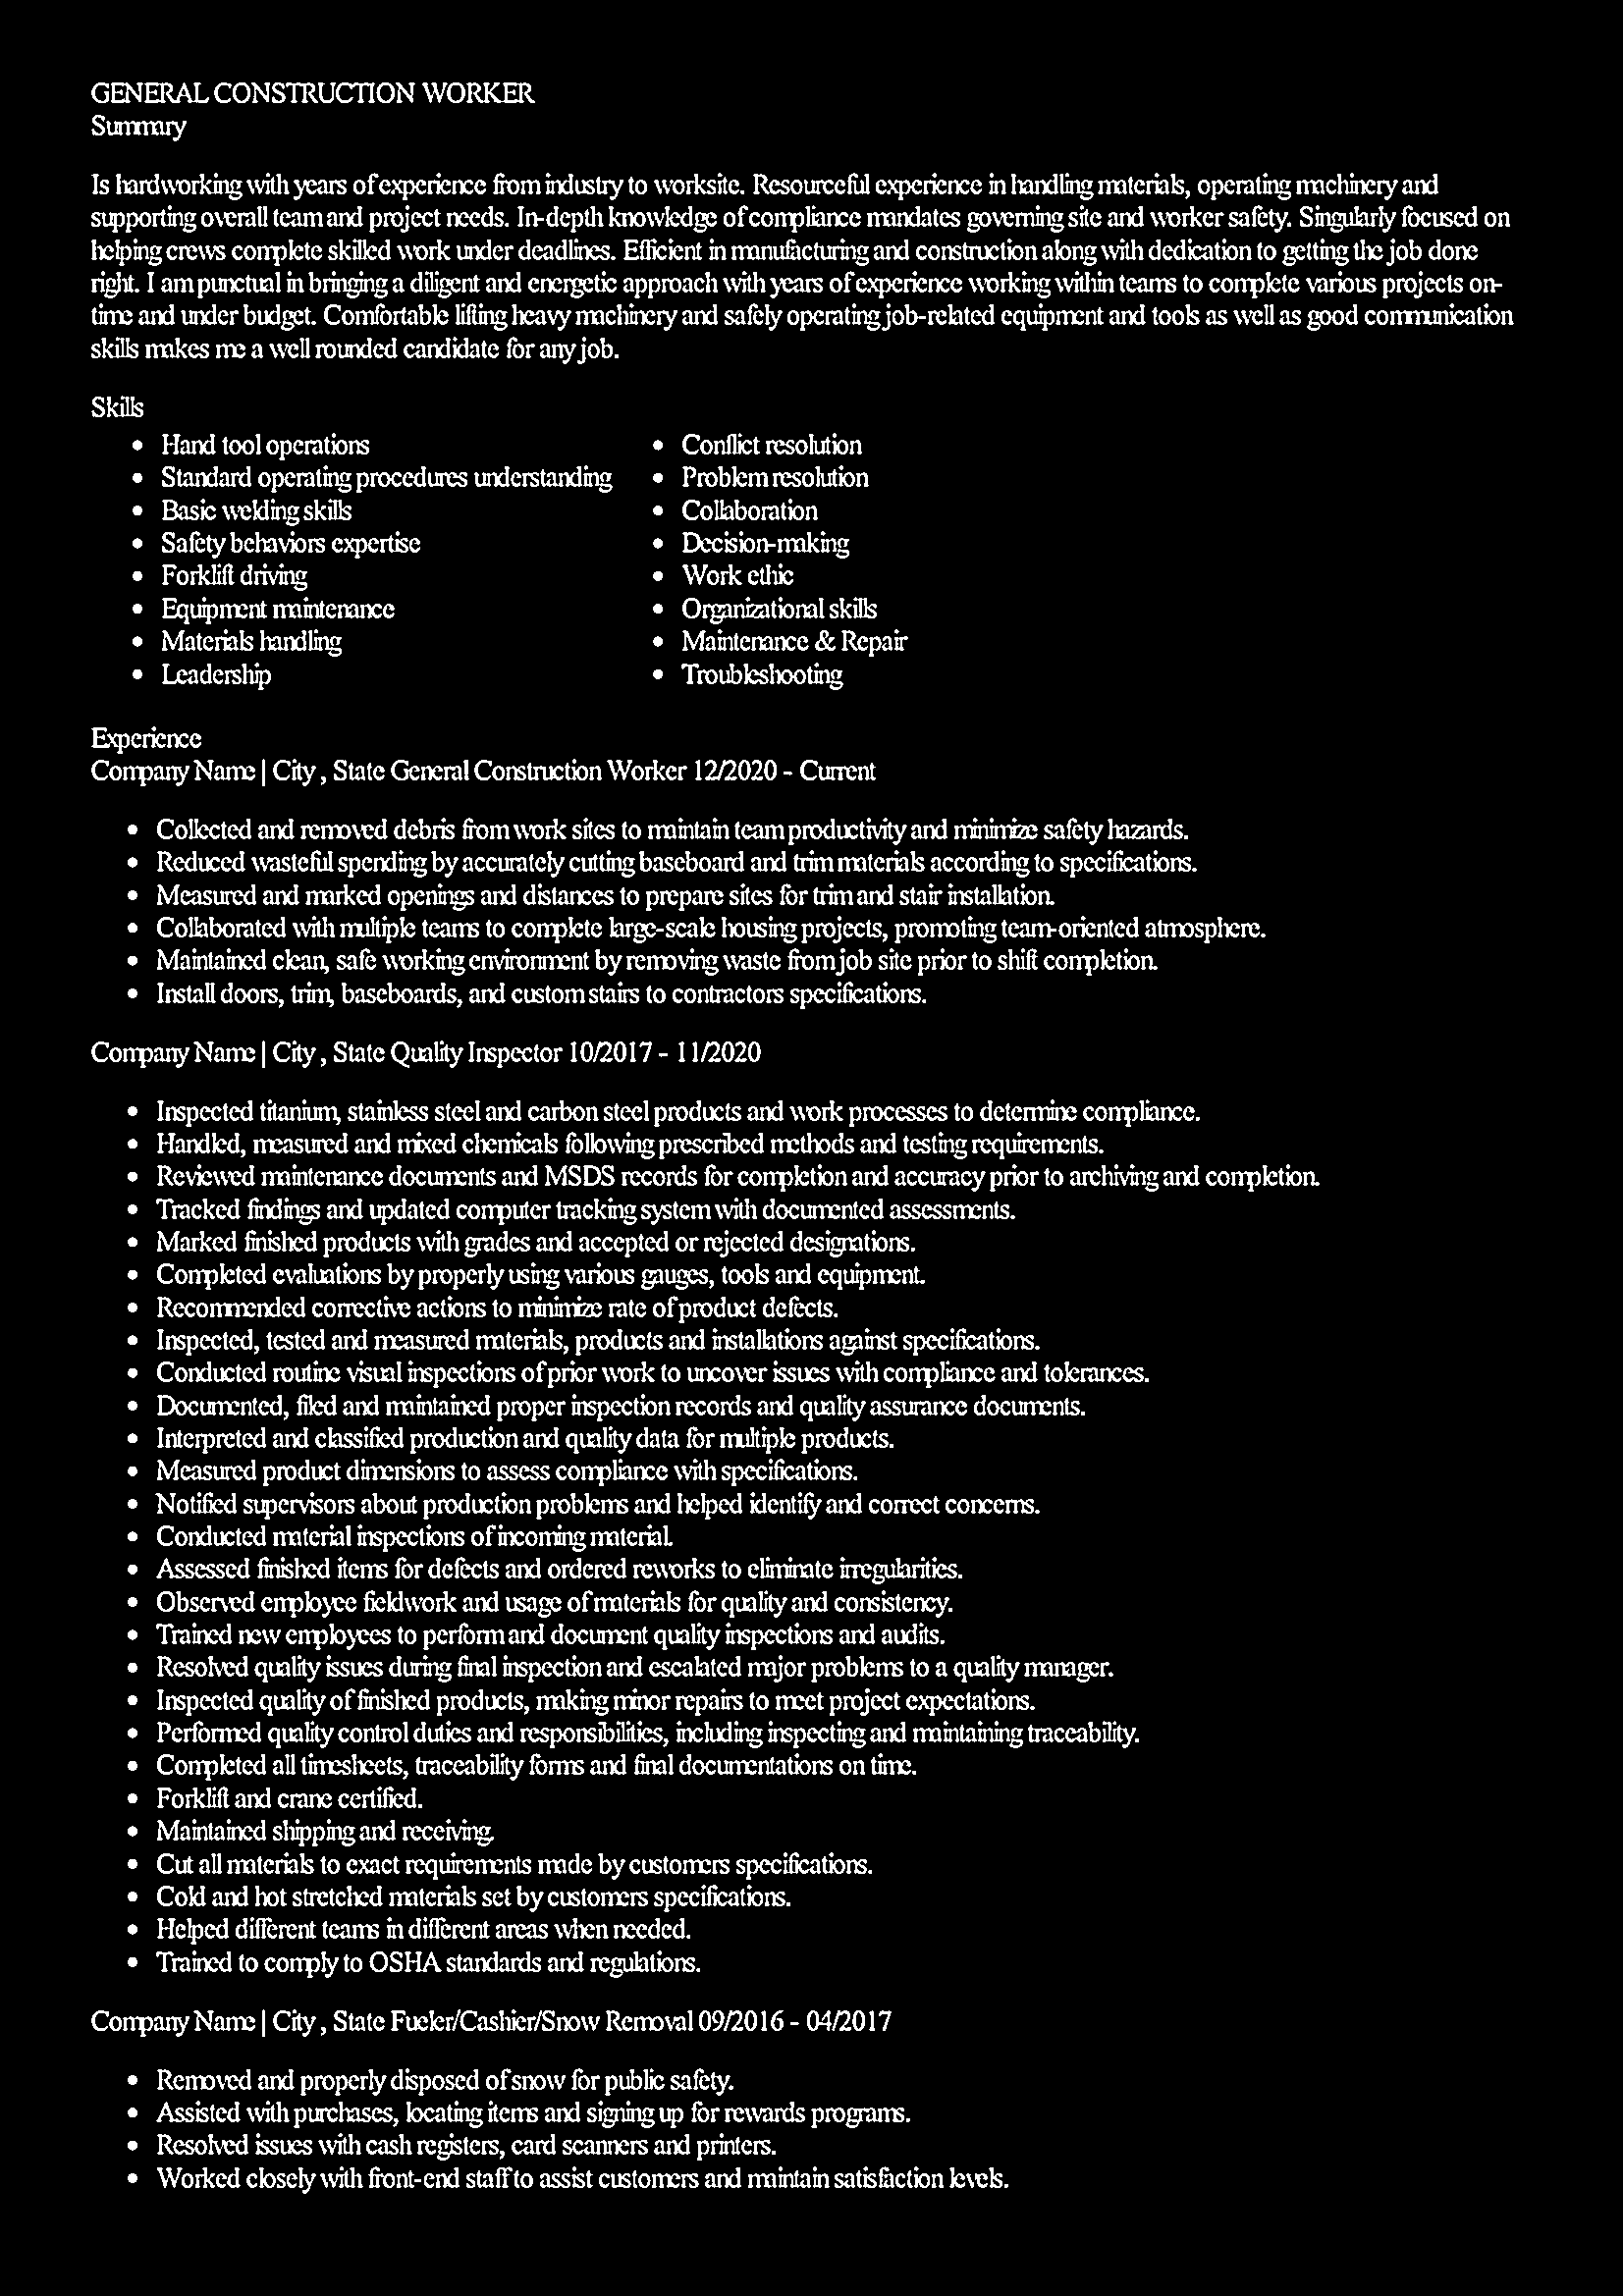 GENERAL CONSTRUCTION WORKER
Summary
Is hardworking with years of experience from industry to worksite. Resourceful experience in handling materials, operating machinery and
supporting overall team and project needs. In-depth knowledge of compliance mandates governing site and worker safety. Singularly focused on
helping crews complete skilled work under deadlines. Efficient in manufacturing and construction along with dedication to getting the job done
right. I am punctual in bringing a diligent and energetic approach with years of experience working within teams to complete various projects on-
time and under budget. Comfortable lifting heavy machinery and safely operating job-related equipment and tools as well as good communication
skills makes me a well rounded candidate for any job.
Skills
• Hand tool operations
• Standard operating procedures understanding
• Basic welding skills
• Safety behaviors expertise
• Forklift driving
• Equipment maintenance
• Materials handling
• Leadership
• Conflict resolution
• Problem resolution
• Collaboration
• Decision-making
• Work ethic
• Organizational skills
• Maintenance & Repair
• Troubleshooting
Experience
Company Name | City , State General Construction Worker 12/2020 - Current
• Collected and removed debris from work sites to maintain team productivity and minimize safety hazards.
• Reduced wasteful spending by accurately cutting baseboard and trim materials according to specifications.
• Measured and marked openings and distances to prepare sites for trim and stair installation.
• Collaborated with multiple teams to complete large-scale housing projects, promoting team-oriented atmosphere.
• Maintained clean, safe working environment by removing waste from job site prior to shift completion.
• Install doors, trim, baseboards, and custom stairs to contractors specifications.
Company Name | City , State Quality Inspector 10/2017 - 11/2020
• Inspected titanium, stainless steel and carbon steel products and work processes to determine compliance.
• Handled, measured and mixed chemicals following prescribed methods and testing requirements.
• Reviewed maintenance documents and MSDS records for completion and accuracy prior to archiving and completion.
• Tracked findings and updated computer tracking system with documented assessments.
• Marked finished products with grades and accepted or rejected designations.
• Completed evaluations by properly using various gauges, tools and equipment.
• Recommended corrective actions to minimize rate of product defects.
• Inspected, tested and measured materials, products and installations against specifications.
• Conducted routine visual inspections of prior work to uncover issues with compliance and tolerances.
• Documented, filed and maintained proper inspection records and quality assurance documents.
• Interpreted and classified production and quality data for multiple products.
• Measured product dimensions to assess compliance with specifications.
• Notified supervisors about production problems and helped identify and correct concerns.
• Conducted material inspections of incoming material.
• Assessed finished items for defects and ordered reworks to eliminate irregularities.
• Observed employee fieldwork and usage of materials for quality and consistency.
• Trained new employees to perform and document quality inspections and audits.
• Resolved quality issues during final inspection and escalated major problems to a quality manager.
• Inspected quality of finished products, making minor repairs to meet project expectations.
• Performed quality control duties and responsibilities, including inspecting and maintaining traceability.
• Completed all timesheets, traceability forms and final documentations on time.
• Forklift and crane certified.
• Maintained shipping and receiving.
• Cut all materials to exact requirements made by customers specifications.
• Cold and hot stretched materials set by customers specifications.
• Helped different teams in different areas when needed.
• Trained to comply to OSHA standards and regulations.
Company Name | City , State Fueler/Cashier/Snow Removal 09/2016 - 04/2017
• Removed and properly disposed of snow for public safety.
• Assisted with purchases, locating items and signing up for rewards programs.
• Resolved issues with cash registers, card scanners and printers.
• Worked closely with front-end staff to assist customers and maintain satisfaction levels.